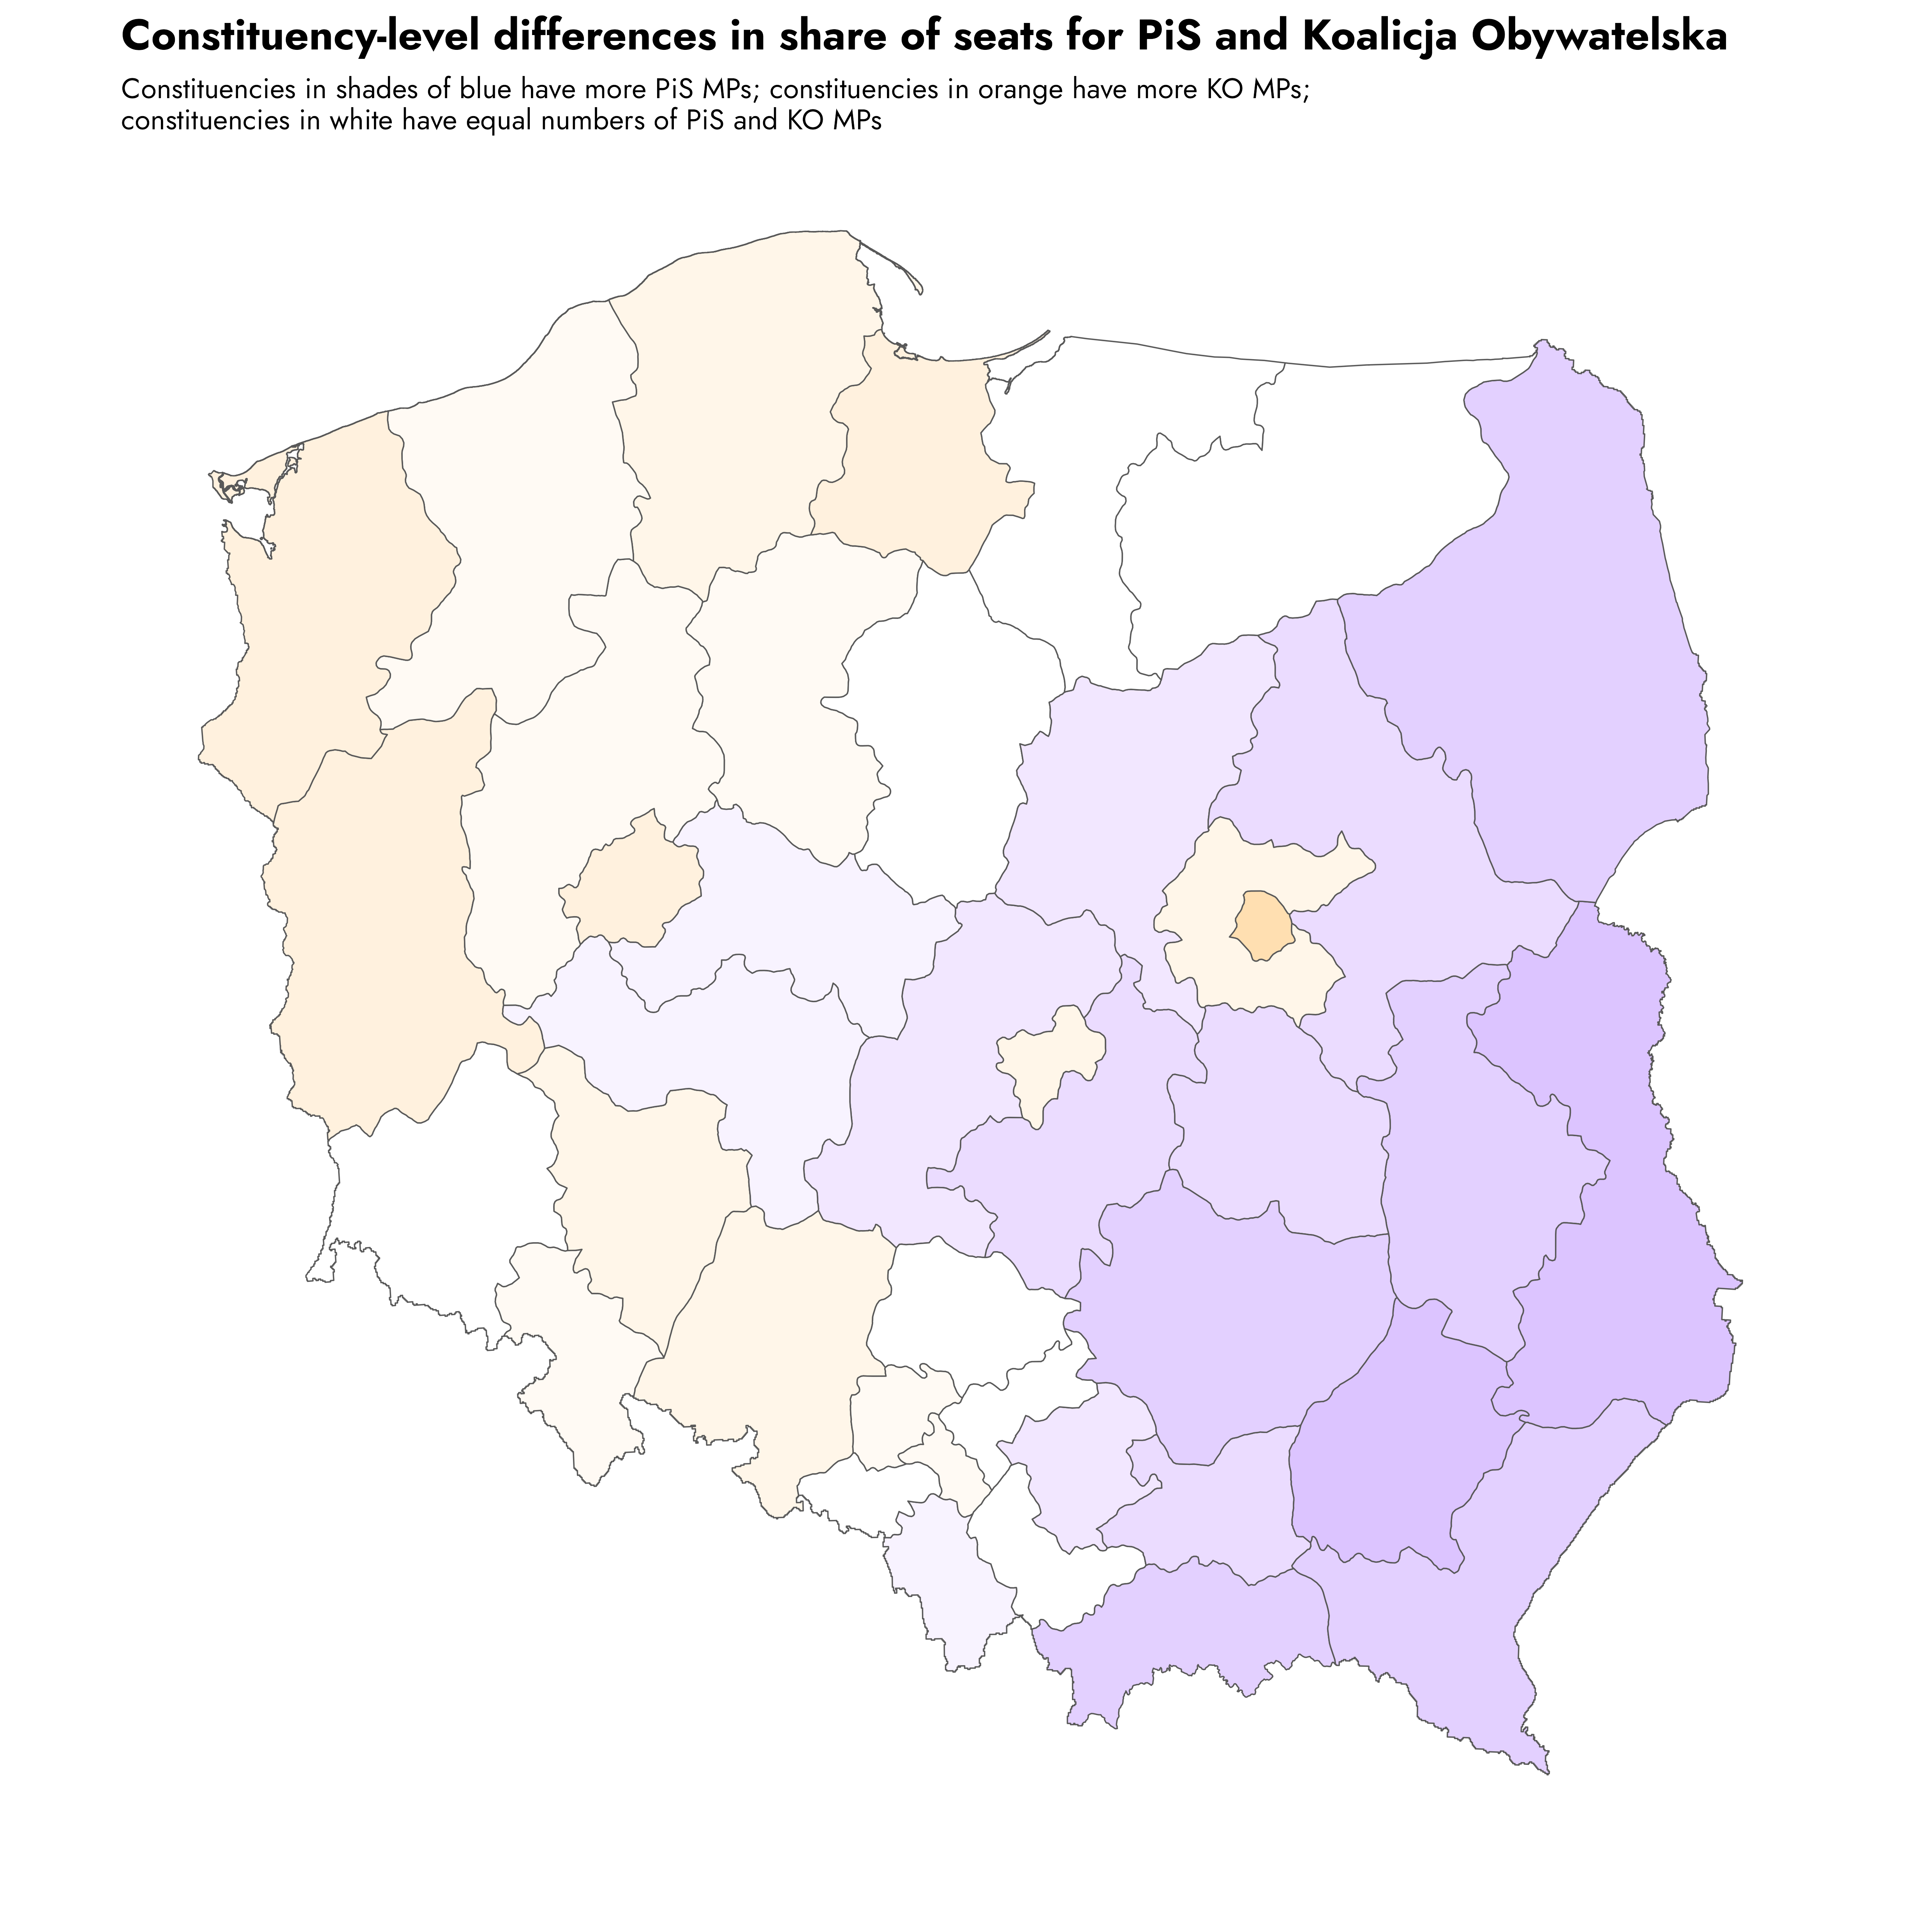 Constituency-level differences in share of seats for PiS and Koalicja Obywatelska
Constituencies in shades of blue have more PiS MPs; constituencies in orange have more KO MPs;
constituencies in white have equal numbers of PiS and KO MPs